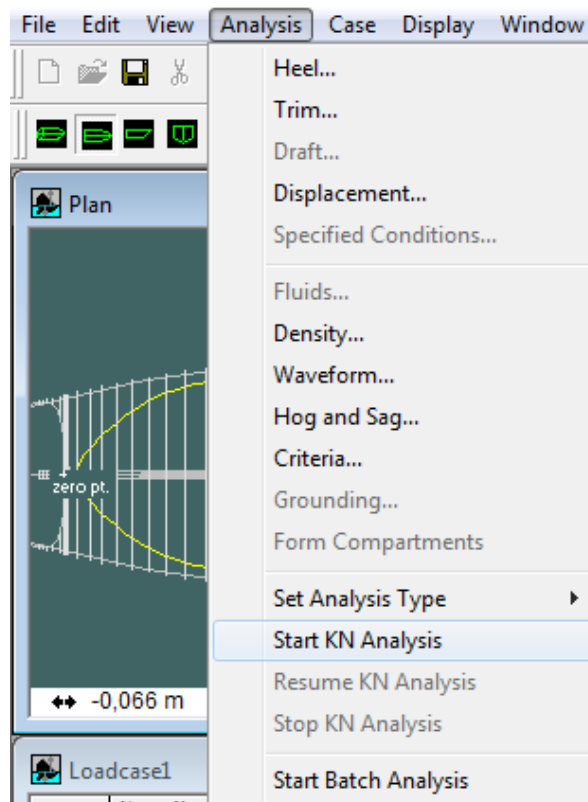 File Edit View Analysis Case Display Window
Heel...
Trim...
Draft...
Displacement...
Specified Conditions...
Fluids...
Density...
Waveform...
Hog and Sag...
Criteria...
Grounding...
Form Compartments
Set Analysis Type
Start KN Analysis
Resume KN Analysis
Stop KN Analysis
Start Batch Analysis
Plan
zero pt.
-0,066 m
Loadcase1